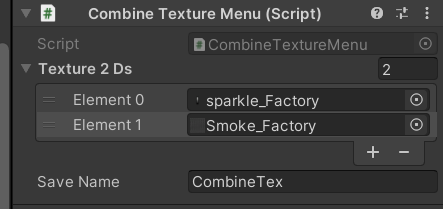 Combine Texture Menu (Script)
Script CombineTextureMenu
Texture 2 Ds 2
Element 0 sparkle_Factory
Element 1 Smoke_Factory
Save Name CombineTex